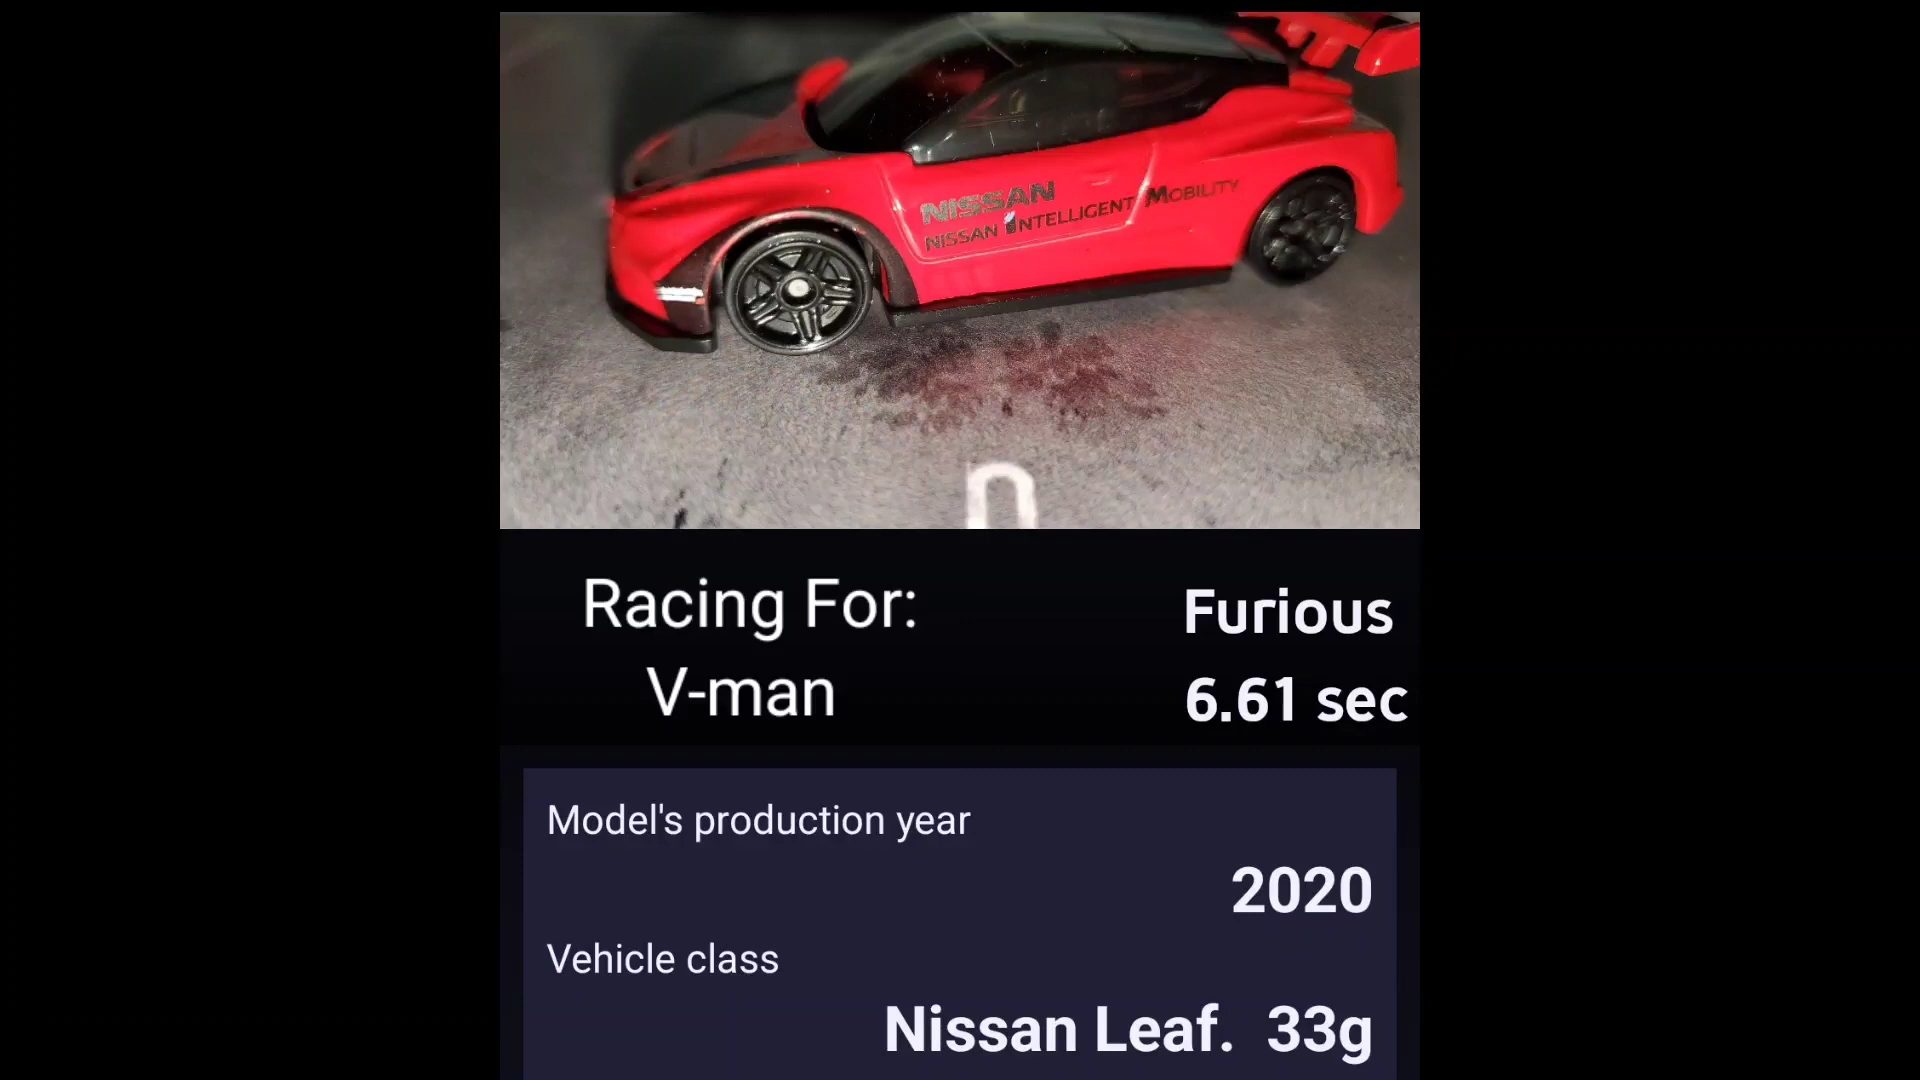 NISSAN
NISSAN INTELLIGENT MOBILITY
Racing For:
Furious
V-man
6.61 sec
Model's production year
2020
Vehicle class
Nissan Leaf. 33g